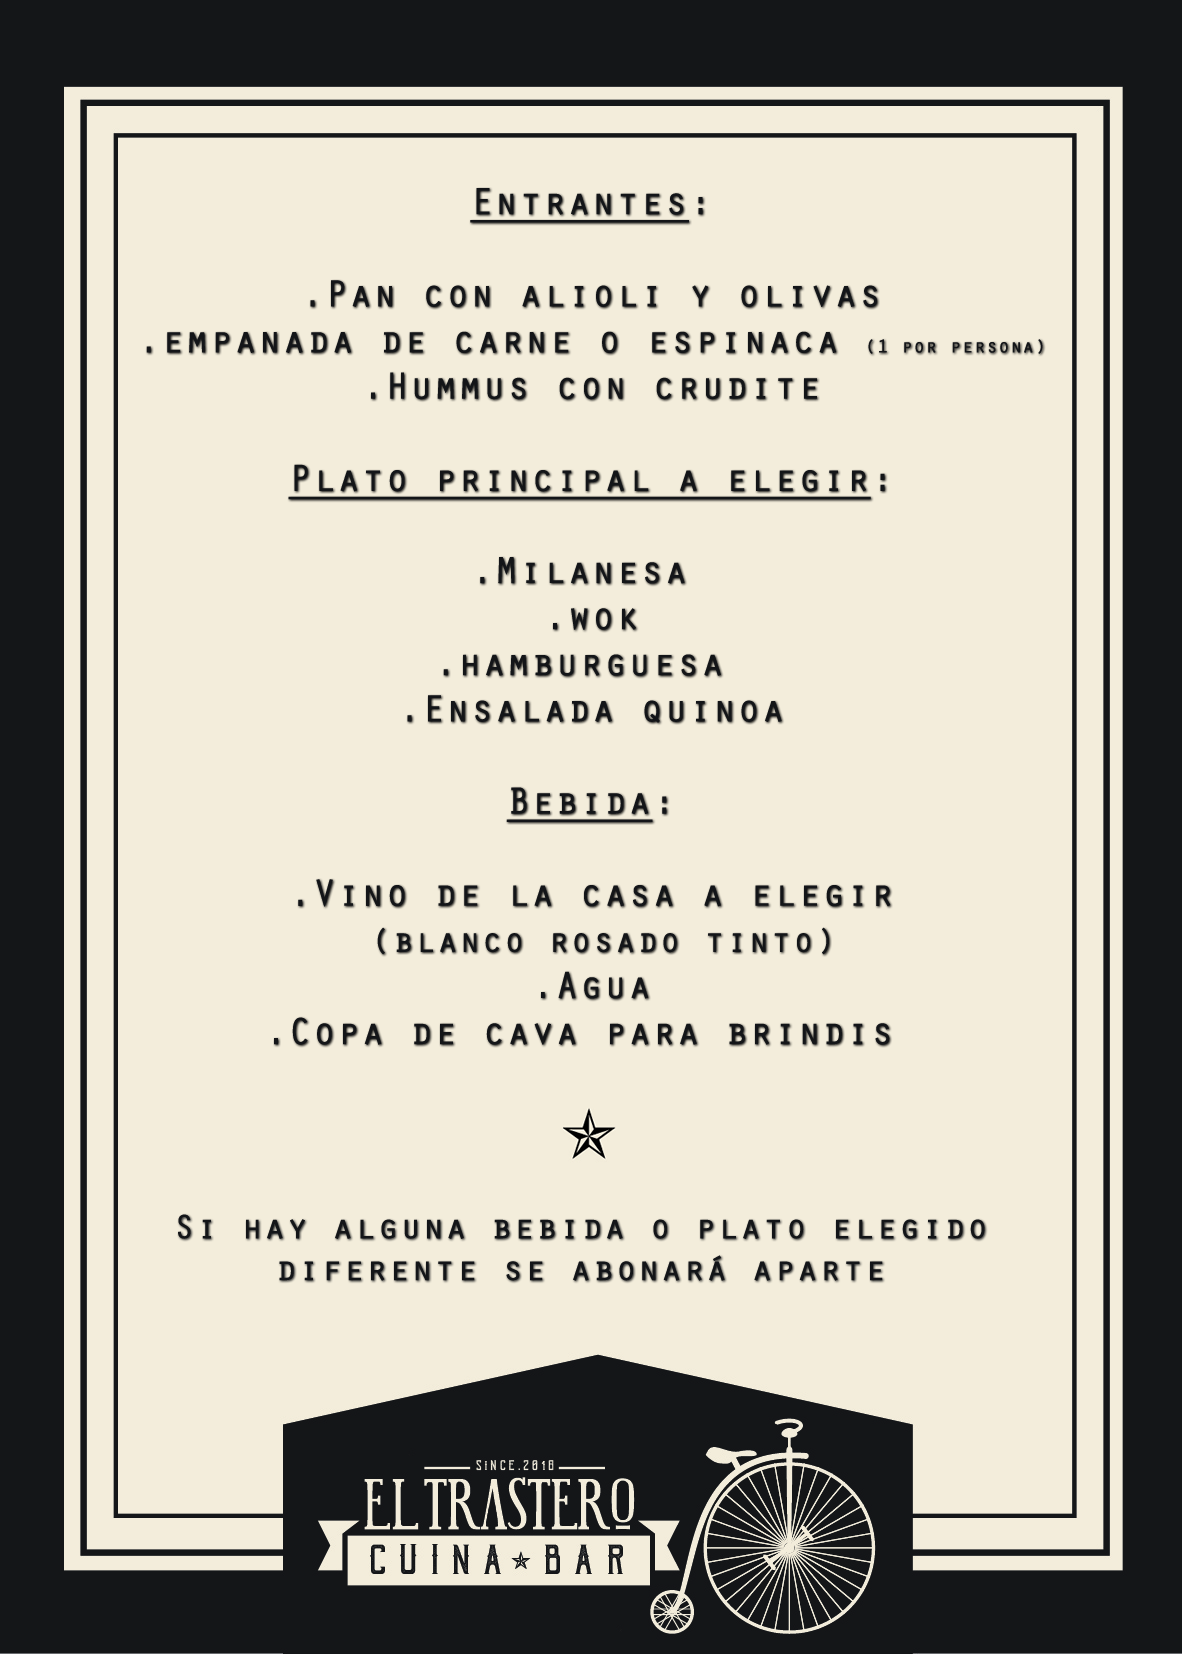 Entrantes:
.Pan con alioli y olivas
.empanada de carne o espinaca (1 por persona)
.Hummus con crudite
Plato principal a elegir:
.Milanesa
.wok
.hamburguesa
.Ensalada quinoa
Bebida:
.Vino de la casa a elegir
(blanco rosado tinto)
.Agua
.Copa de cava para brindis
Si hay alguna bebida o plato elegido
diferente se abonará aparte
SiNCE.2010
EL TRASTERO
CUINA BAR